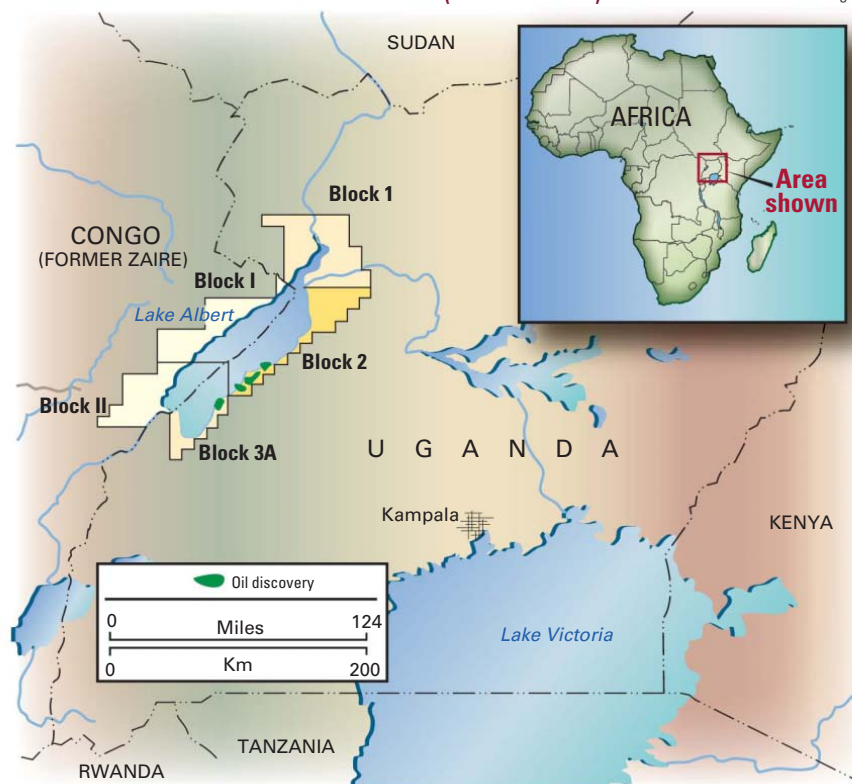 SUDAN
AFRICA
Area
shown
Block 1
CONGO
(FORMER ZAIRE)
Block I
Lake Albert
Block 2
Block II
Block 3A
U G A N D A
Kampala
KENYA
Oil discovery
0 Miles 124
0 Km 200
Lake Victoria
TANZANIA
RWANDA